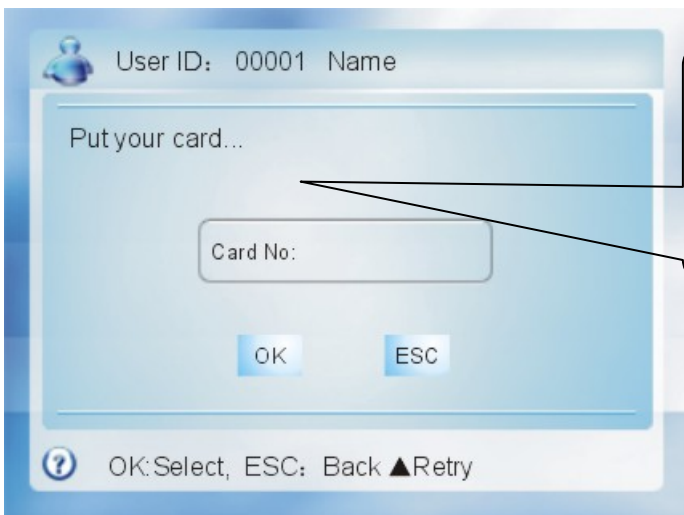 User ID： 00001 Name
Put your card...
Card No:
OK ESC
OK:Select, ESC： Back ▲Retry